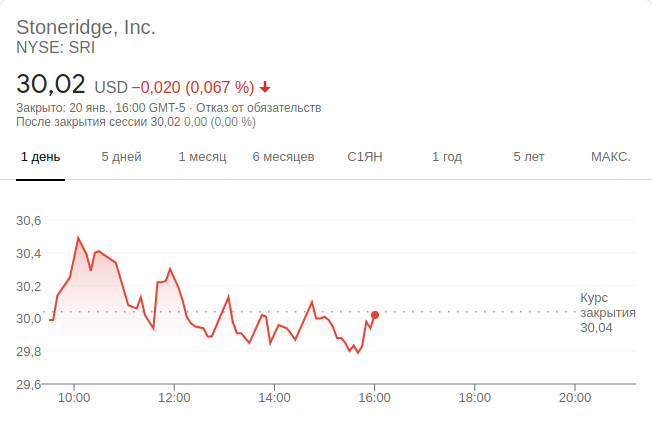 Stoneridge, Inc.
NYSE: SRI
30,02 USD −0,020 (0,067 %)
Закрыто: 20 янв., 16:00 GMT-5 · Отказ от обязательств
После закрытия сессии 30,02 0,00 (0,00 %)
1 день 5 дней 1 месяц 6 месяцев С1ЯН 1 год 5 лет МАКС.
30,6
30,4
30,2
30,0
29,8
29,6
Курс
закрытия
30,04
10:00 12:00 14:00 16:00 18:00 20:00